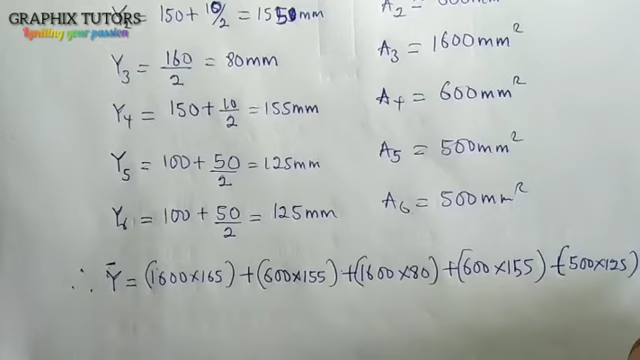 GRAPHIX TUTORS
Igniting your passion
Y2 = 150 + 10/2 = 155mm
A2 = 600mm
Y3 = 160/2 = 80mm
A3 = 1600mm²
Y4 = 150 + 10/2 = 155mm
A4 = 600mm²
Y5 = 100 + 50/2 = 125mm
A5 = 500mm²
Y6 = 100 + 50/2 = 125mm
A6 = 500mm²
∴ Ȳ = (1600×165) + (600×155) + (1600×80) + (600×155) + (500×125)